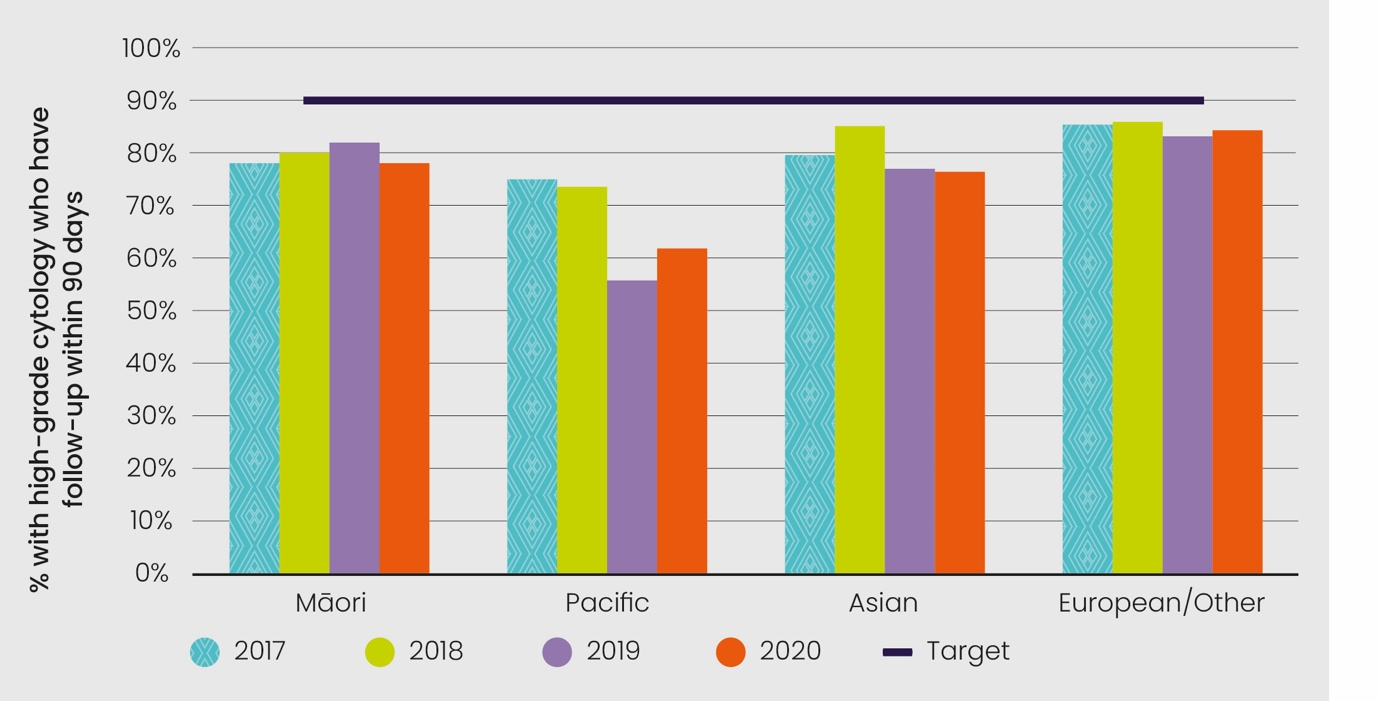 % with high-grade cytology who have
follow-up within 90 days
100%
90%
80%
70%
60%
50%
40%
30%
20%
10%
0%
Māori Pacific Asian European/Other
2017 2018 2019 2020 Target